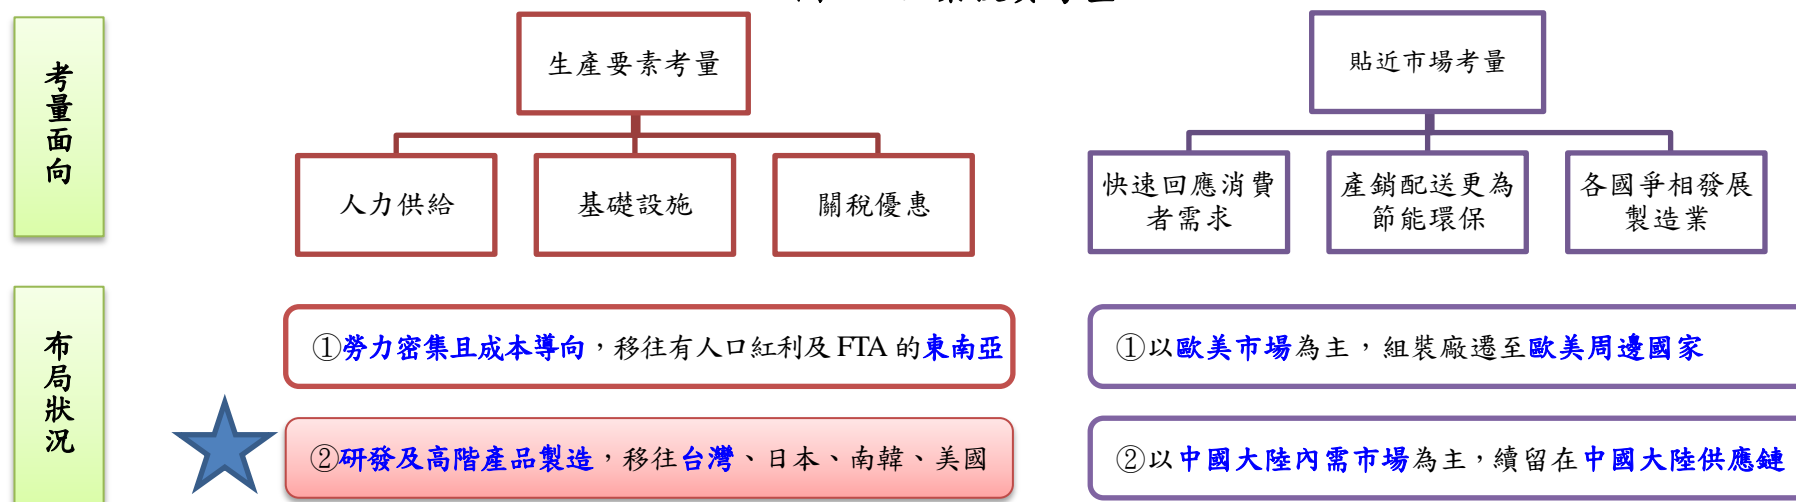 考量面向
生產要素考量
貼近市場考量
人力供給
基礎設施
關稅優惠
快速回應消費
者需求
產銷配送更為
節能環保
各國爭相發展
製造業
布局狀況
①勞力密集且成本導向，移往有人口紅利及 FTA 的東南亞
①以歐美市場為主，組裝廠遷至歐美周邊國家
②研發及高階產品製造，移往台灣、日本、南韓、美國
②以中國大陸內需市場為主，續留在中國大陸供應鏈